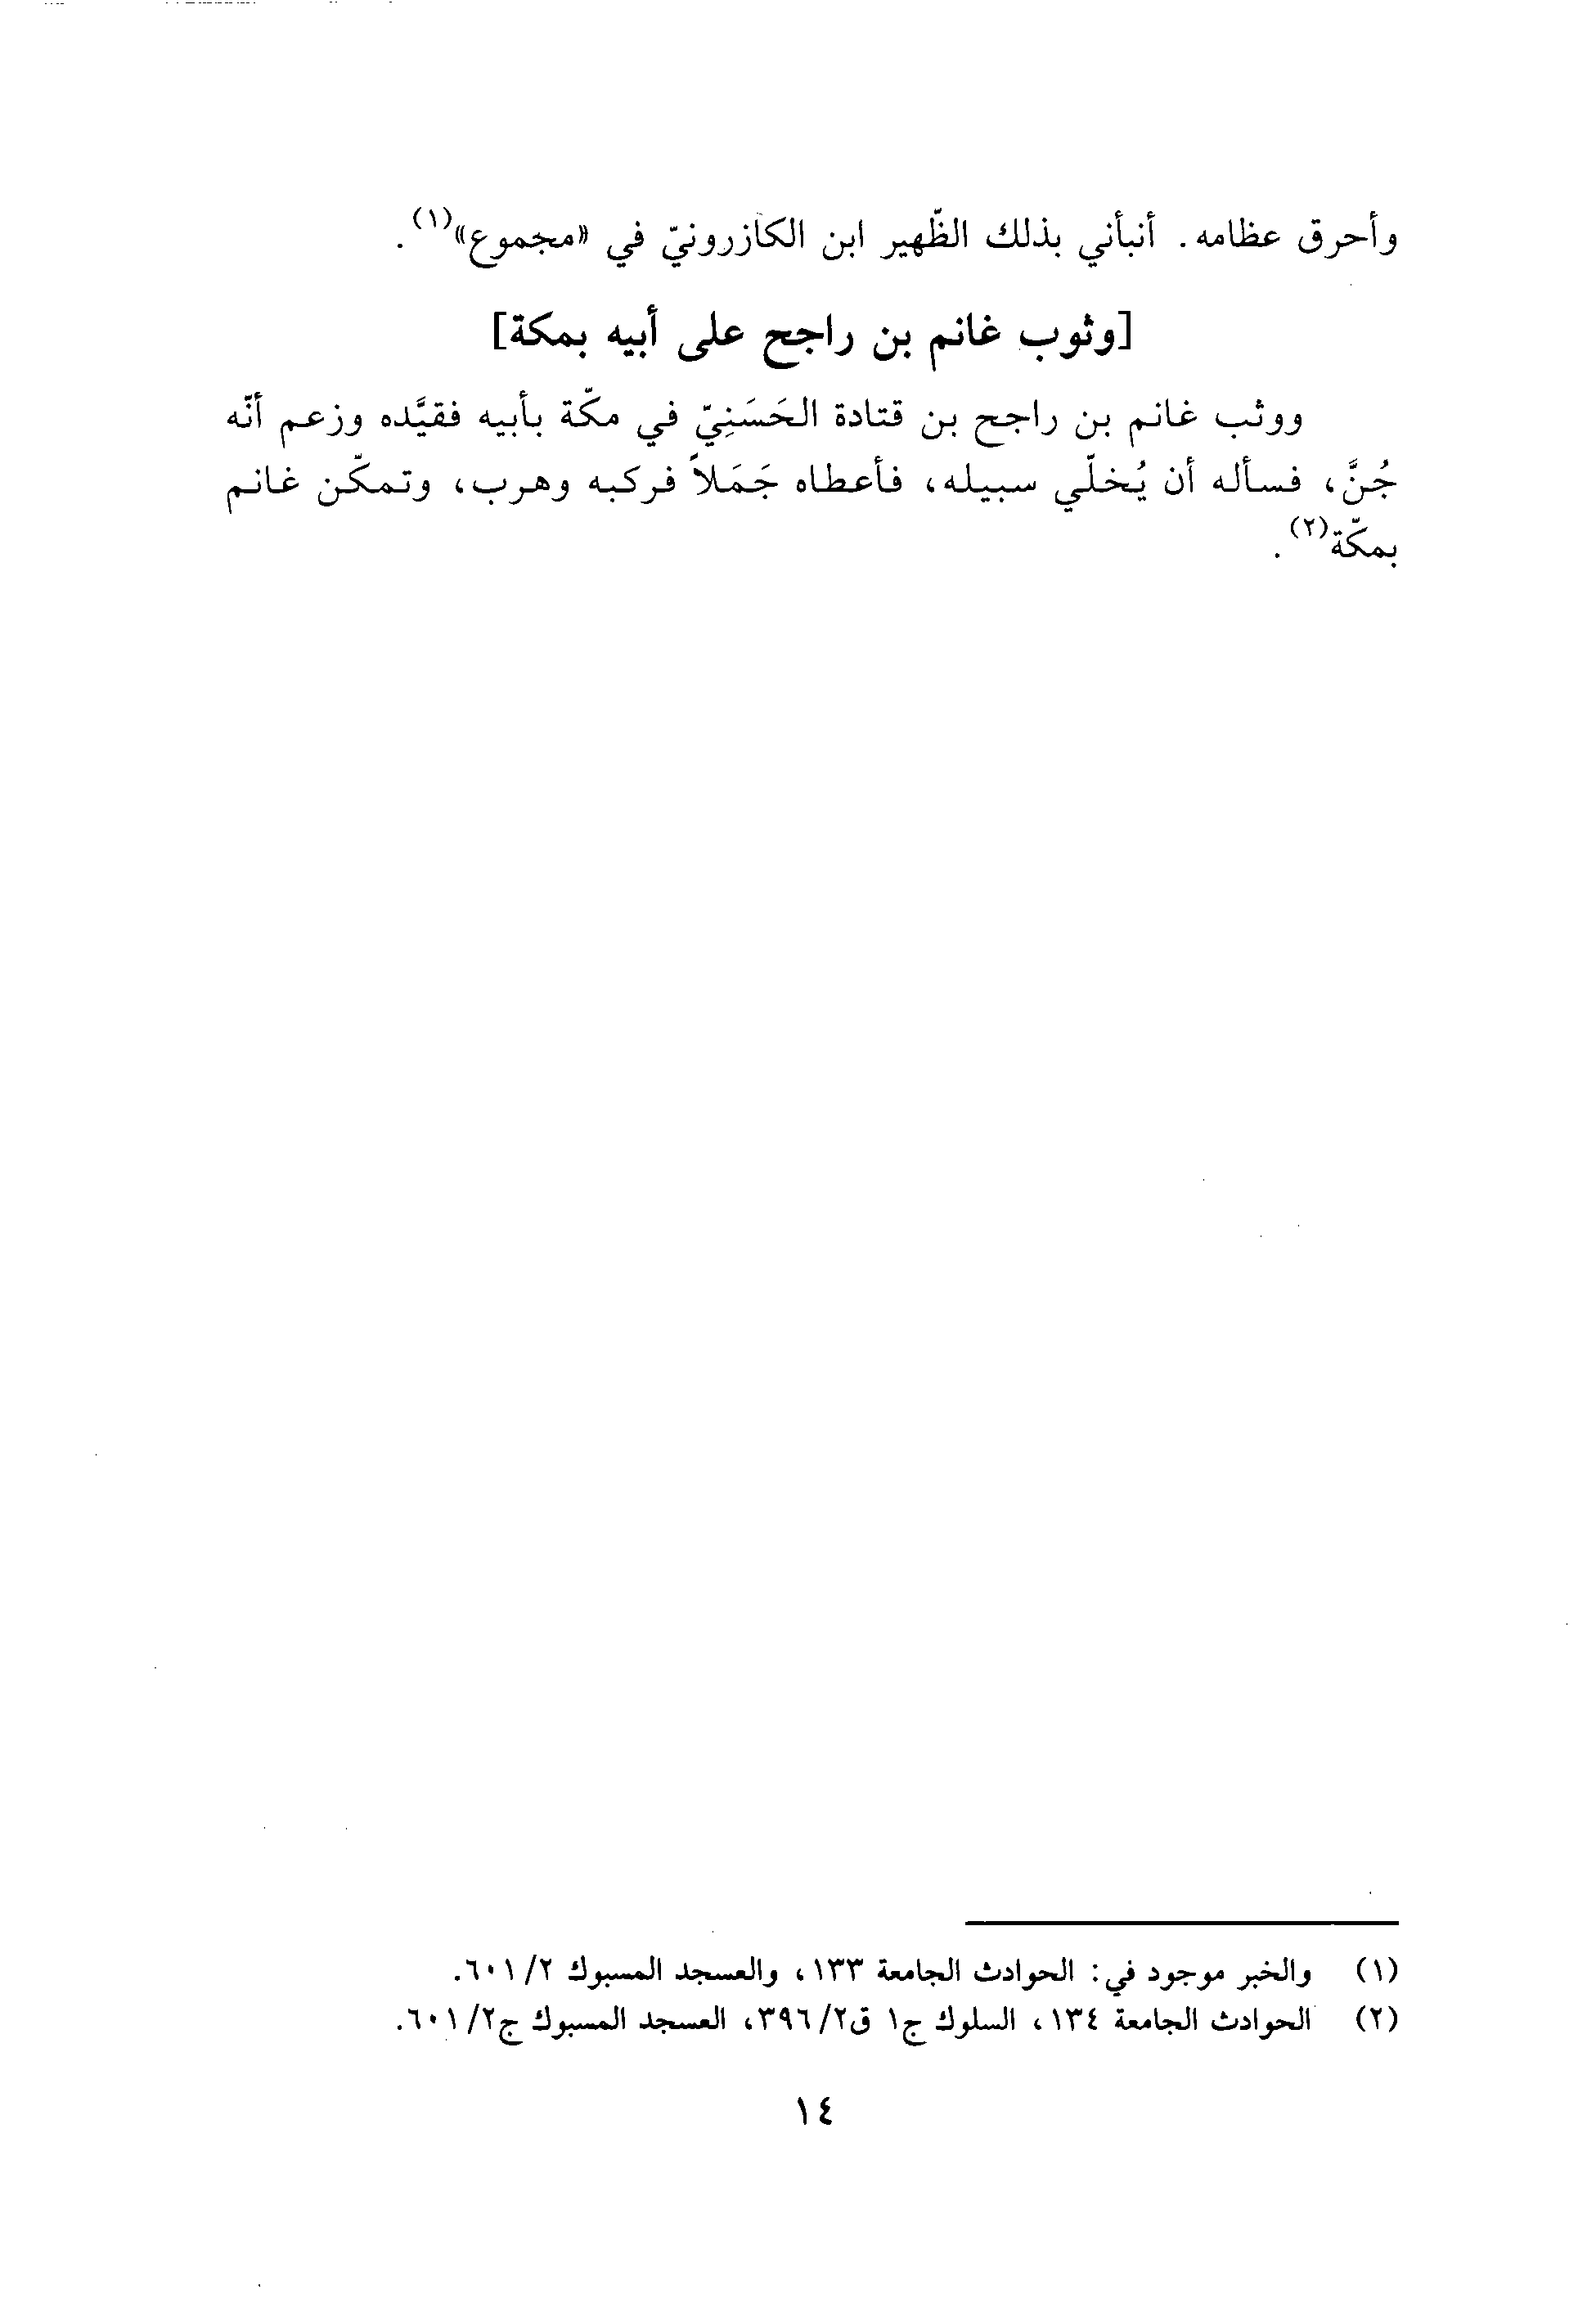 وأحرق عظامه. أنبأني بذلك الظّهير ابن الكازرونيّ في «مجموع»(١).
[وثوب غانم بن راجح على أبيه بمكة]
ووثب غانم بن راجح بن قتادة الحَسَنِيّ في مكّة بأبيه فقيَّده وزعم أنّه
جُنَّ، فسأله أن يُخلّي سبيله، فأعطاه جَمَلاً فركبه وهرب، وتمكّن غانم
بمكّة(٢).
(١) والخبر موجود في: الحوادث الجامعة ١٣٣، والعسجد المسبوك ٢/ ٦٠١.
(٢) الحوادث الجامعة ١٣٤، السلوك ج١ ق٢/ ٣٩٦، العسجد المسبوك ج٢/ ٦٠١.
١٤